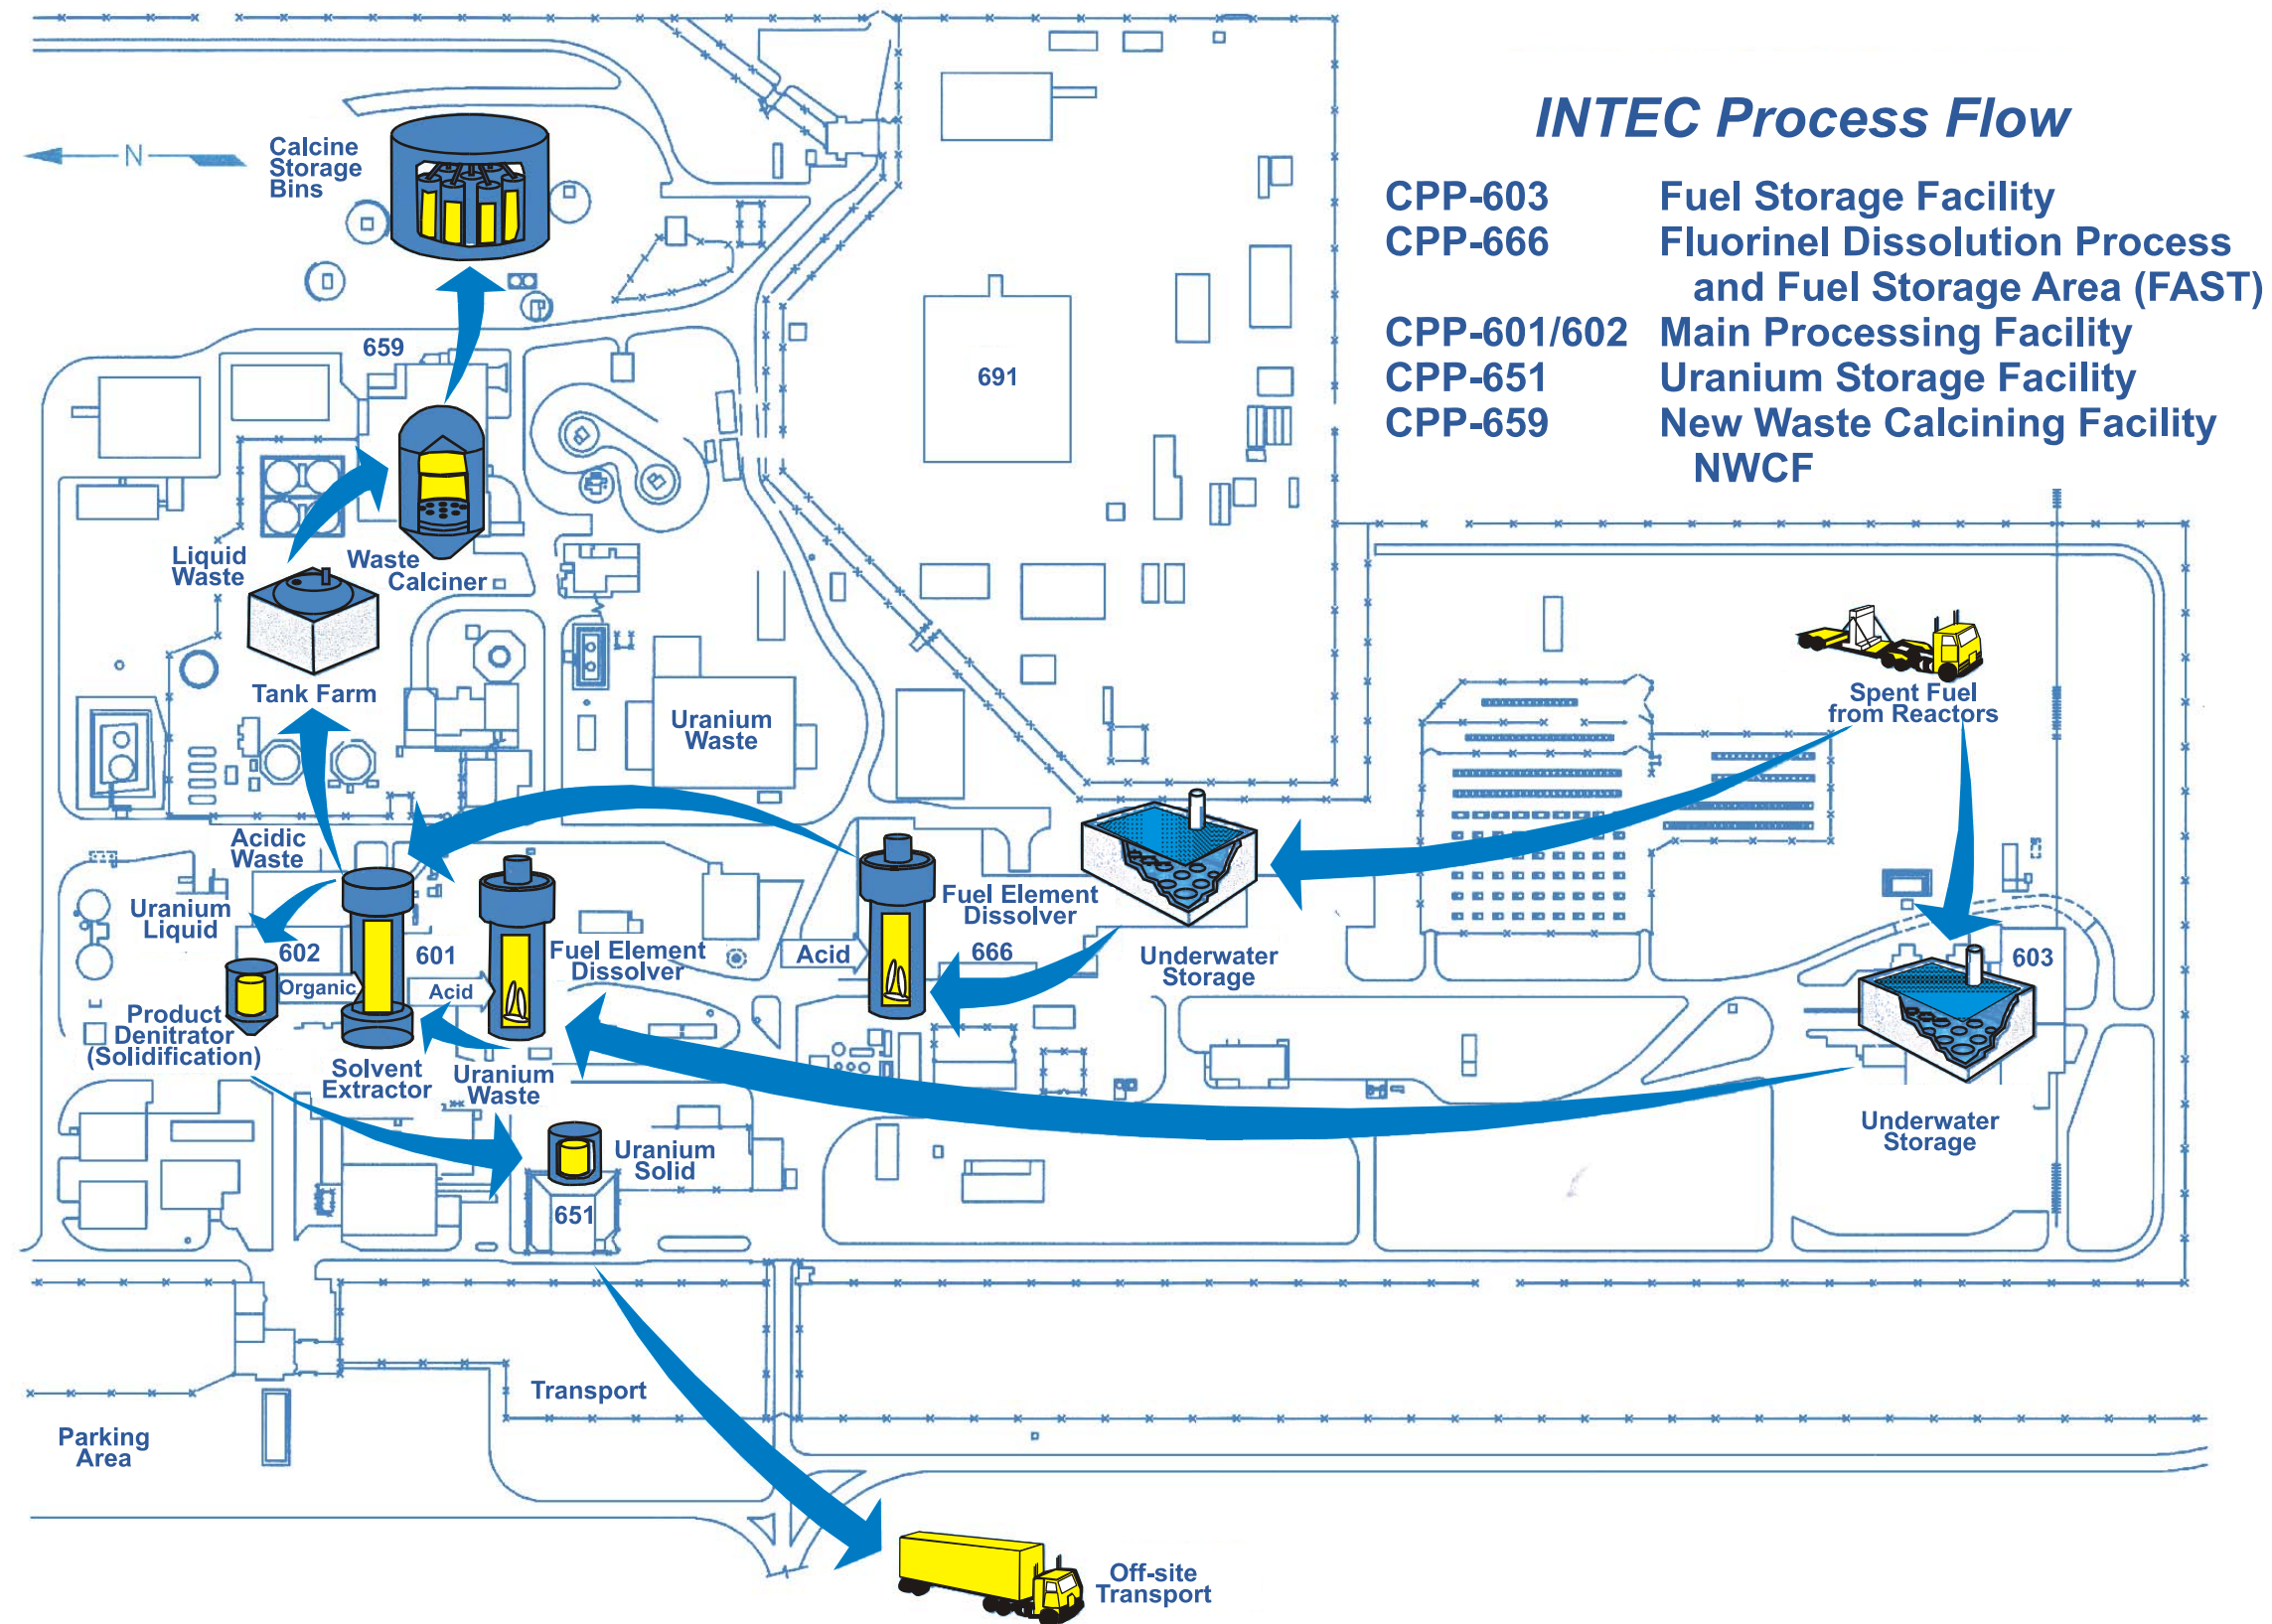 INTEC Process Flow
CPP-603 Fuel Storage Facility
CPP-666 Fluorinel Dissolution Process
and Fuel Storage Area (FAST)
CPP-601/602 Main Processing Facility
CPP-651 Uranium Storage Facility
CPP-659 New Waste Calcining Facility
NWCF
N
Calcine
Storage
Bins
659
691
Liquid
Waste
Waste
Calciner
Tank Farm
Uranium
Waste
Spent Fuel
from Reactors
Acidic
Waste
Uranium
Liquid
602
601
Organic
Acid
Fuel Element
Dissolver
Acid
Fuel Element
Dissolver
666
Underwater
Storage
603
Product
Denitrator
(Solidification)
Solvent
Extractor
Uranium
Waste
Underwater
Storage
Uranium
Solid
651
Transport
Parking
Area
Off-site
Transport